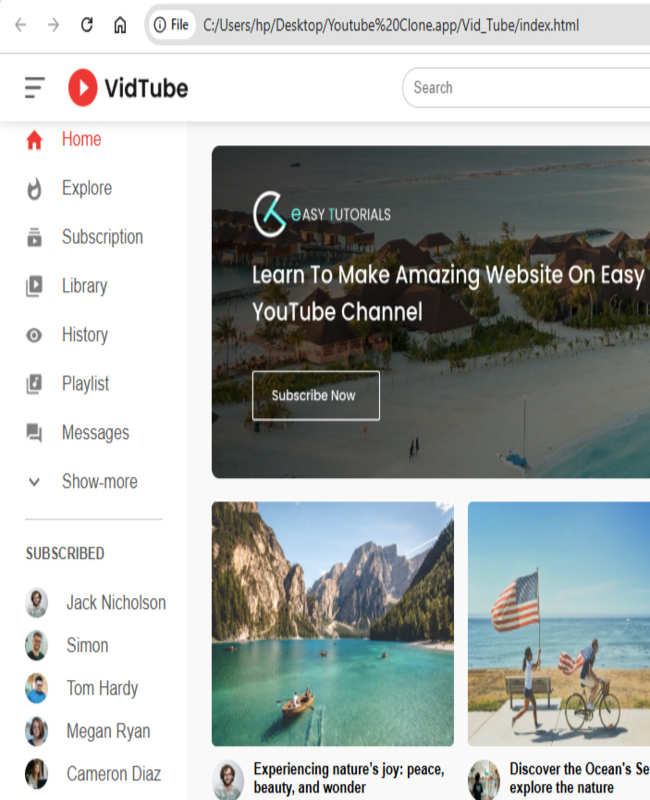 File C:/Users/hp/Desktop/Youtube%20Clone.app/Vid_Tube/index.html
VidTube
Search
Home
Explore
Subscription
Library
History
Playlist
Messages
Show-more
SUBSCRIBED
Jack Nicholson
Simon
Tom Hardy
Megan Ryan
Cameron Diaz
eASY TUTORIALS
Learn To Make Amazing Website On Easy
YouTube Channel
Subscribe Now
Experiencing nature's joy: peace,
beauty, and wonder
Discover the Ocean's Se
explore the nature